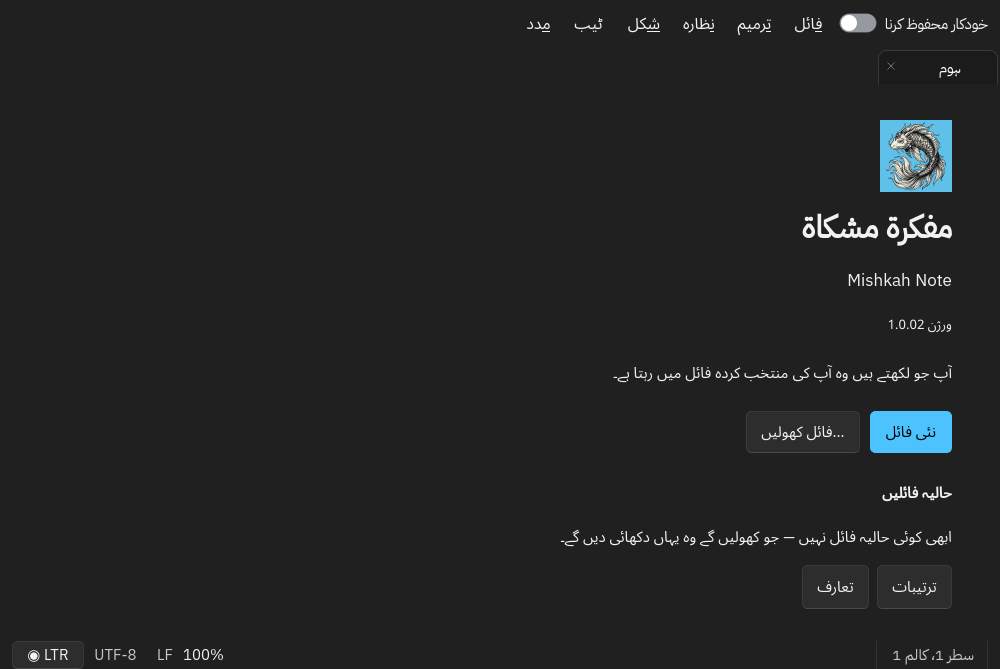 خودکار محفوظ کرنا فائل ترمیم نظارہ شکل ٹیب مدد
ہوم
مفكرة مشكاة
Mishkah Note
ورژن 1.0.02
آپ جو لکھتے ہیں وہ آپ کی منتخب کردہ فائل میں رہتا ہے۔
نئی فائل فائل کھولیں...
حالیہ فائلیں
ابھی کوئی حالیہ فائل نہیں — جو کھولیں گے وہ یہاں دکھائی دیں گے۔
ترتیبات تعارف
سطر 1، کالم 1 100% LF UTF-8 LTR